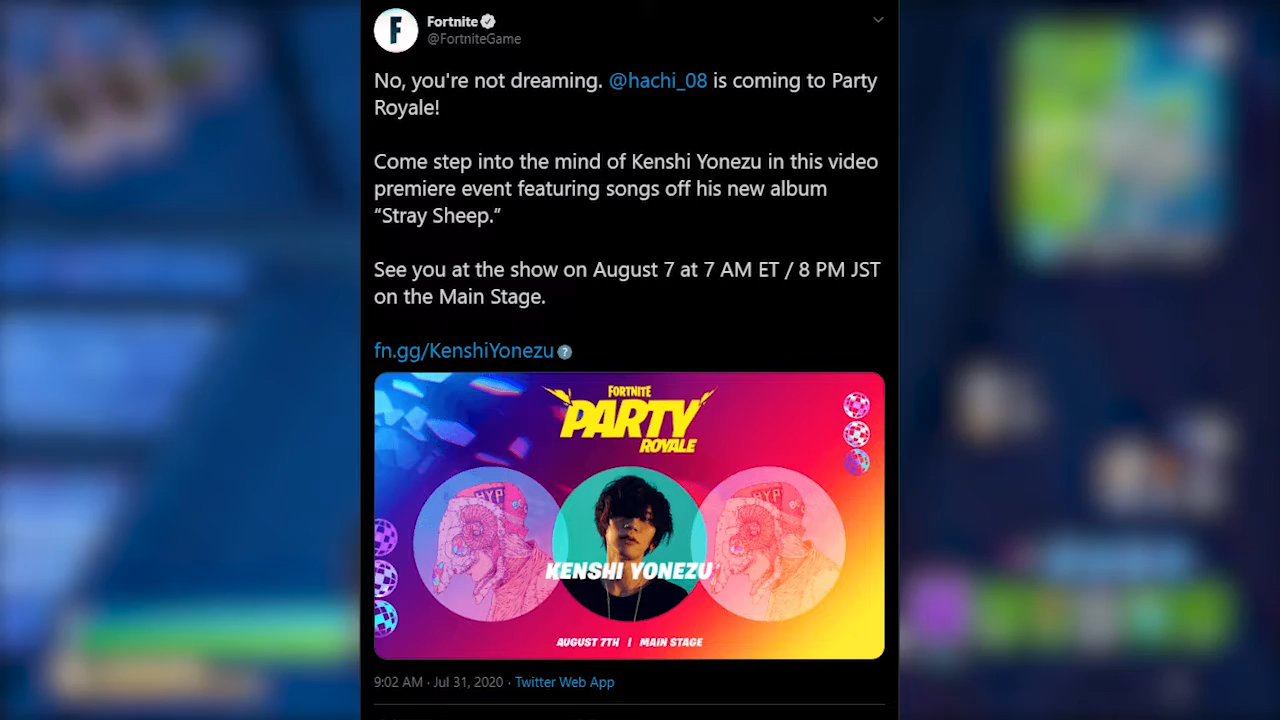 Fortnite
@FortniteGame
No, you're not dreaming. @hachi_08 is coming to Party
Royale!
Come step into the mind of Kenshi Yonezu in this video
premiere event featuring songs off his new album
“Stray Sheep.”
See you at the show on August 7 at 7 AM ET / 8 PM JST
on the Main Stage.
fn.gg/KenshiYonezu
FORTNITE
PARTY
ROYALE
HYP
HYP
KENSHI YONEZU
AUGUST 7TH | MAIN STAGE
9:02 AM · Jul 31, 2020 · Twitter Web App